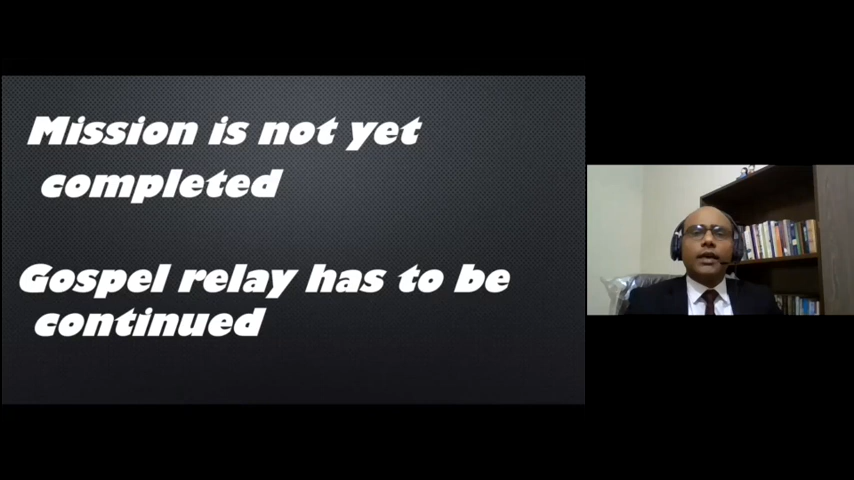 Mission is not yet
completed
Gospel relay has to be
continued